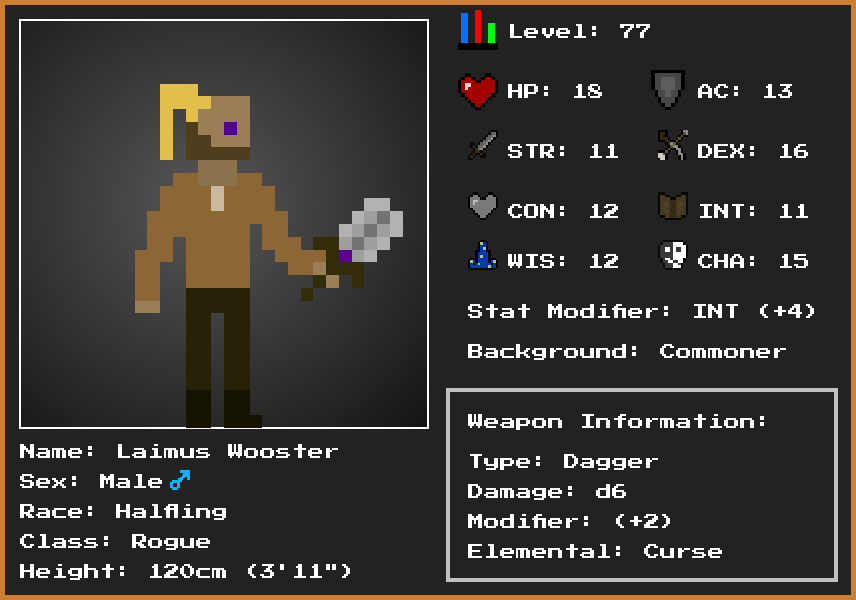 Level: 77
HP: 18
AC: 13
STR: 11
DEX: 16
CON: 12
INT: 11
WIS: 12
CHA: 15
Stat Modifier: INT (+4)
Background: Commoner
Weapon Information:
Type: Dagger
Damage: d6
Modifier: (+2)
Elemental: Curse
Name: Laimus Wooster
Sex: Male♂
Race: Halfling
Class: Rogue
Height: 120cm (3'11")